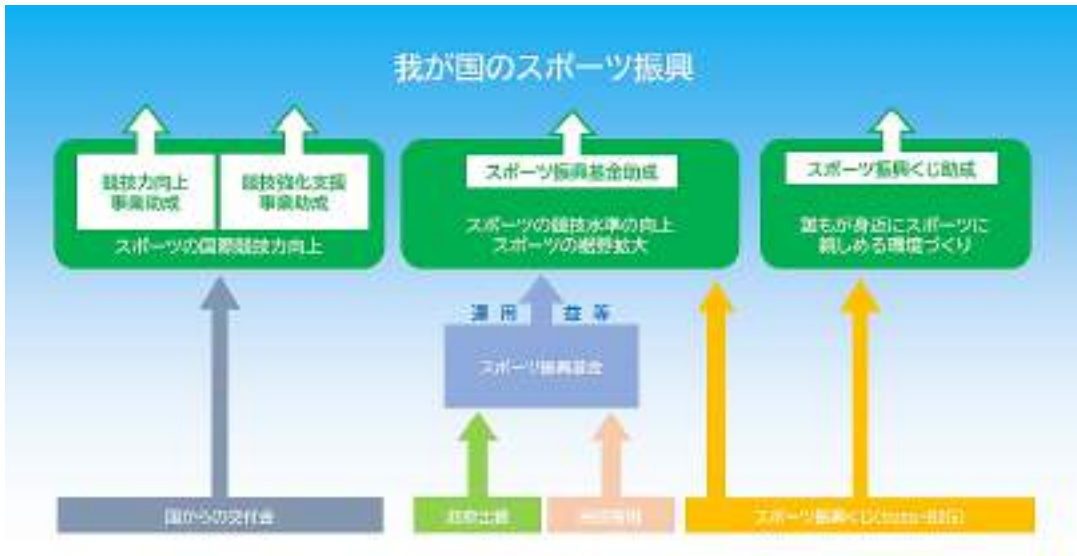 我が国のスポーツ振興
競技力向上
事業助成
競技強化支援
事業助成
スポーツの国際競技力向上
スポーツ振興基金助成
スポーツの競技水準の向上
スポーツの裾野拡大
スポーツ振興くじ助成
誰もが身近にスポーツに
親しめる環境づくり
運用 益等
スポーツ振興基金
国からの交付金
政府出資
スポーツ振興くじ(toto・BIG)